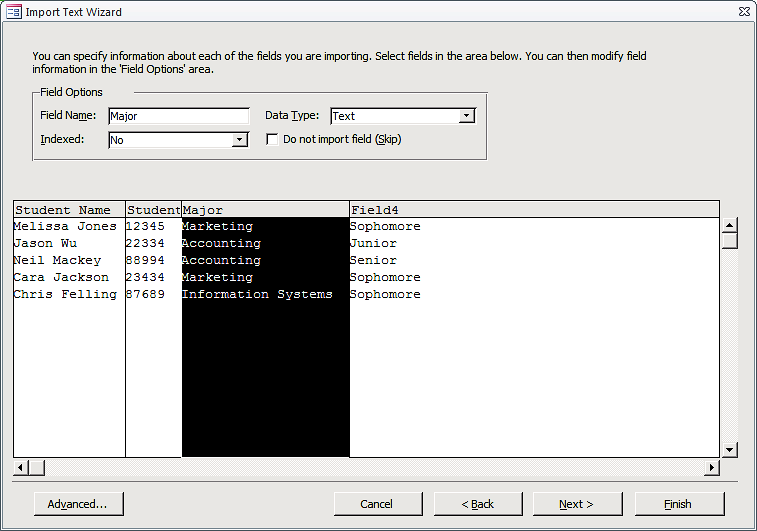 Import Text Wizard
You can specify information about each of the fields you are importing. Select fields in the area below. You can then modify field
information in the 'Field Options' area.
Field Options
Field Name: Major Data Type: Text
Indexed: No Do not import field (Skip)
Student Name Student Major Field4
Melissa Jones 12345 Marketing Sophomore
Jason Wu 22334 Accounting Junior
Neil Mackey 88994 Accounting Senior
Cara Jackson 23434 Marketing Sophomore
Chris Felling 87689 Information Systems Sophomore
Advanced... Cancel < Back Next > Finish